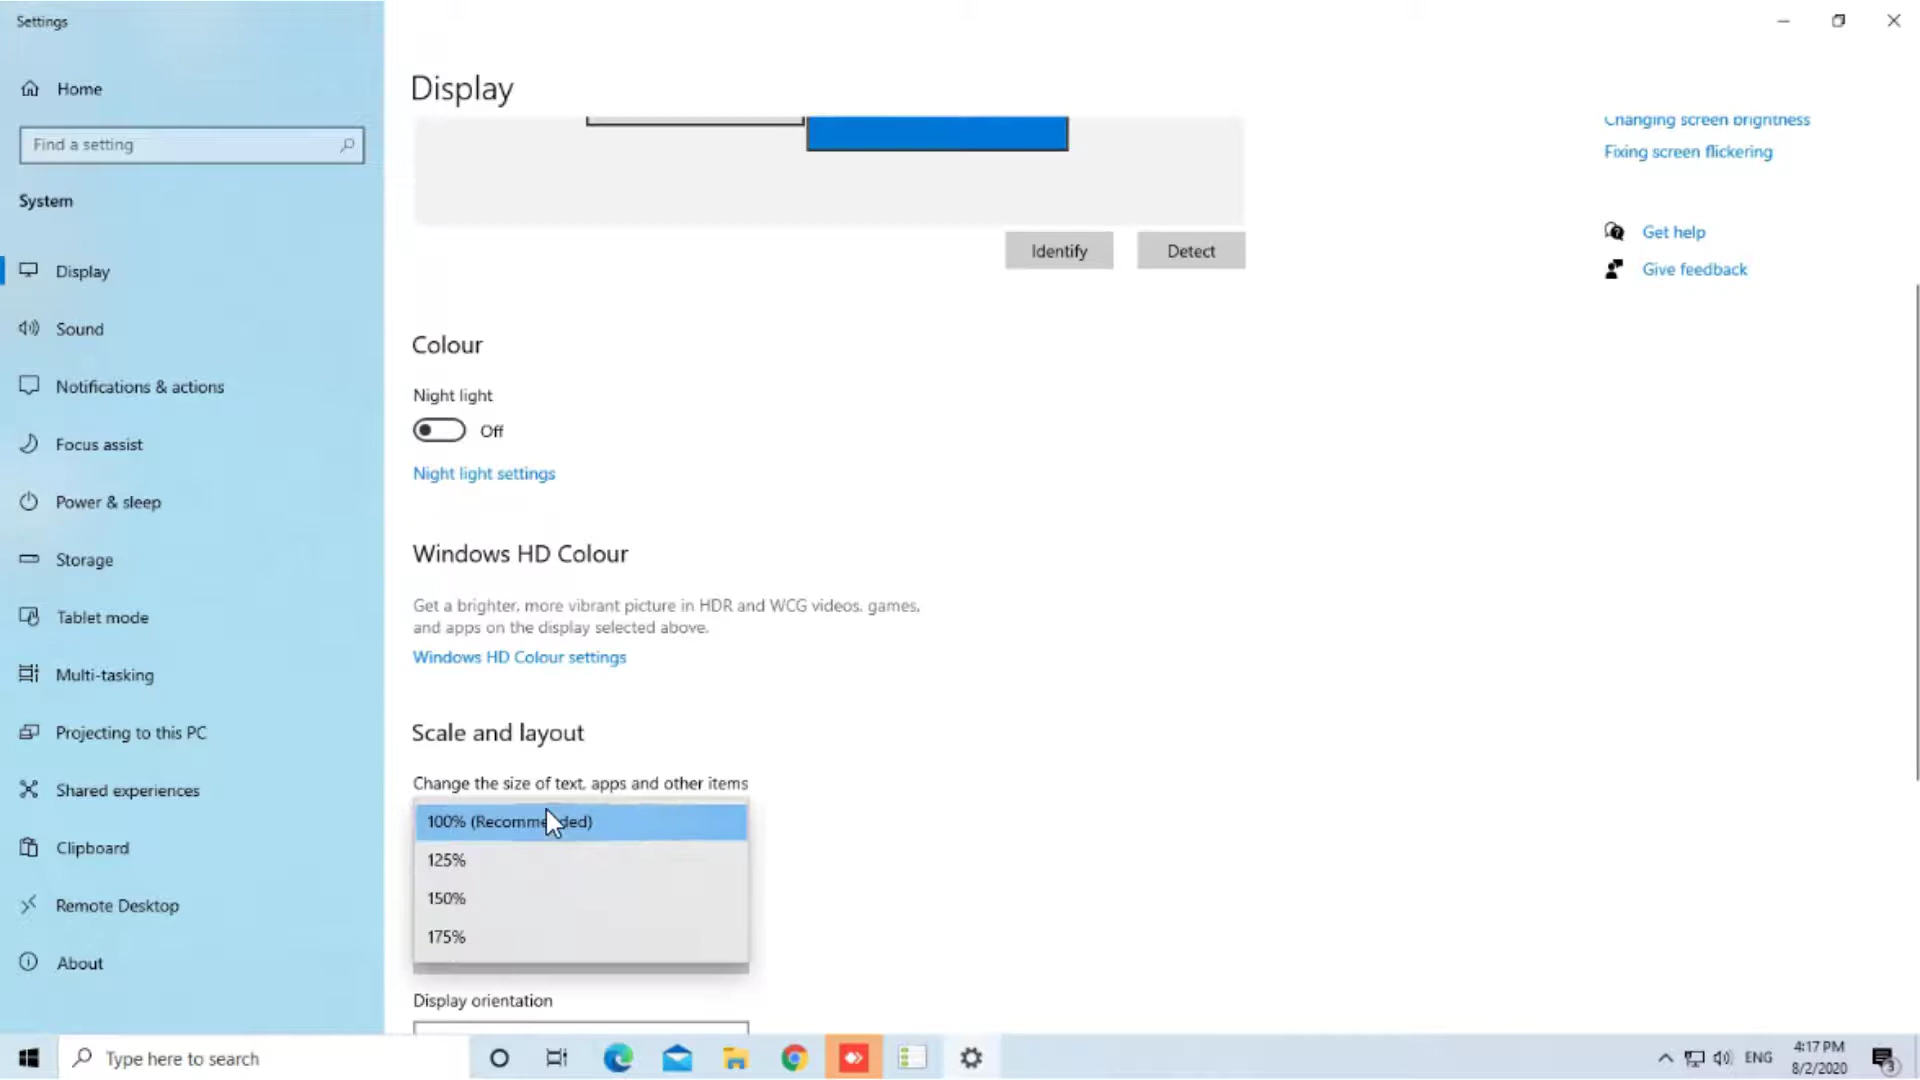 Settings
Home
Find a setting
System
Display
Sound
Notifications & actions
Focus assist
Power & sleep
Storage
Tablet mode
Multi-tasking
Projecting to this PC
Shared experiences
Clipboard
Remote Desktop
About
Display
Identify
Detect
Colour
Night light
Off
Night light settings
Windows HD Colour
Get a brighter, more vibrant picture in HDR and WCG videos, games,
and apps on the display selected above.
Windows HD Colour settings
Scale and layout
Change the size of text, apps and other items
100% (Recommended)
125%
150%
175%
Display orientation
Changing screen brightness
Fixing screen flickering
Get help
Give feedback
Type here to search
ENG
4:17 PM
8/2/2020
3